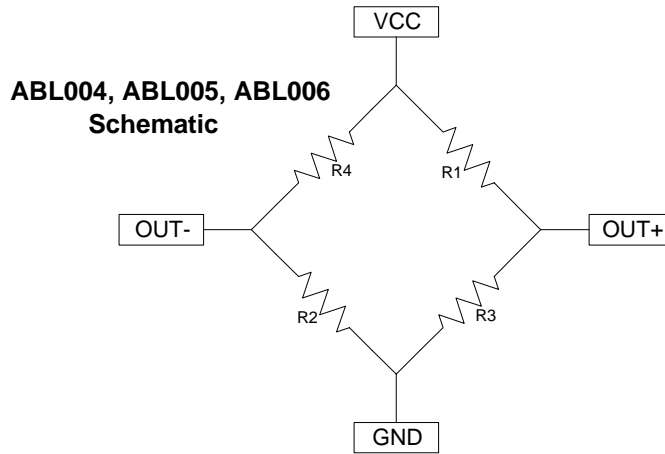 VCC
ABL004, ABL005, ABL006
Schematic
R4
R1
OUT-
OUT+
R2
R3
GND